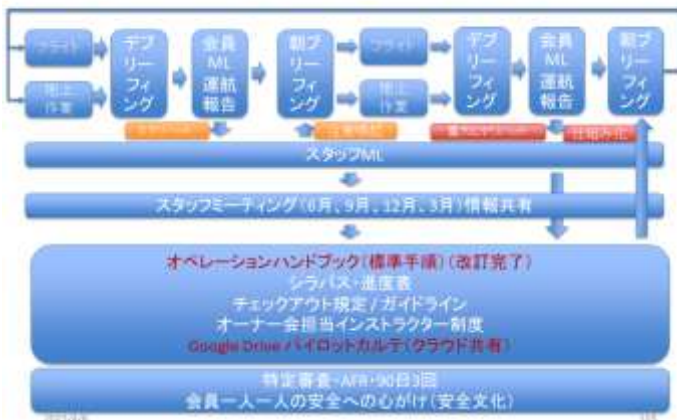 フライト
地上
作業
デブ
リー
フィ
ング
会員
ML
運航
報告
朝ブ
リー
フィ
ング
フライト
地上
作業
デブ
リー
フィ
ング
会員
ML
運航
報告
朝ブ
リー
フィ
ング
仕組み化
スタッフML
スタッフミーティング(6月、9月、12月、3月)情報共有
オペレーションハンドブック(標準手順)(改訂完了)
シラバス・進度表
チェックアウト規定 / ガイドライン
オーナー会担当インストラクター制度
Google Drive パイロットカルテ(クラウド共有)
特定審査・AFR・90日3回
会員一人一人の安全への心がけ(安全文化)